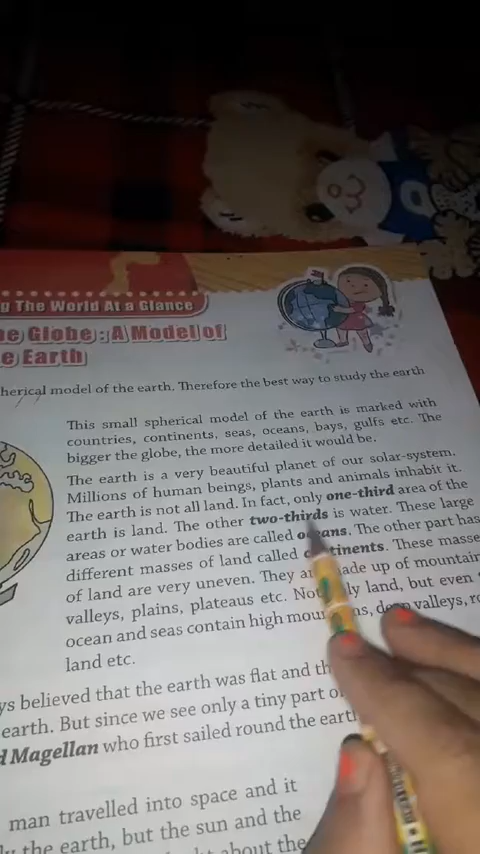 g The World At a Glance
he Globe : A Model of
e Earth
herical model of the earth. Therefore the best way to study the earth
This small spherical model of the earth is marked with
countries, continents, seas, oceans, bays, gulfs etc. The
bigger the globe, the more detailed it would be.
The earth is a very beautiful planet of our solar-system.
Millions of human beings, plants and animals inhabit it.
The earth is not all land. In fact, only one-third area of the
earth is land. The other two-thirds is water. These large
areas or water bodies are called oceans. The other part has
different masses of land called continents. These masse
of land are very uneven. They are made up of mountain
valleys, plains, plateaus etc. Not only land, but even
ocean and seas contain high mountains, deep valleys, r
land etc.
ys believed that the earth was flat and th
earth. But since we see only a tiny part o
d Magellan who first sailed round the eart
man travelled into space and it
ly the earth, but the sun and the
about the